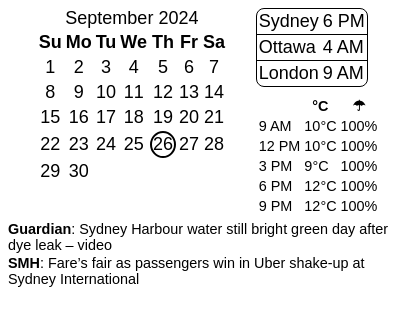 September 2024
Su Mo Tu We Th Fr Sa
1 2 3 4 5 6 7
8 9 10 11 12 13 14
15 16 17 18 19 20 21
22 23 24 25 26 27 28
29 30
Sydney 6 PM
Ottawa 4 AM
London 9 AM
°C ☂
9 AM 10°C 100%
12 PM 10°C 100%
3 PM 9°C 100%
6 PM 12°C 100%
9 PM 12°C 100%
Guardian: Sydney Harbour water still bright green day after
dye leak – video
SMH: Fare’s fair as passengers win in Uber shake-up at
Sydney International